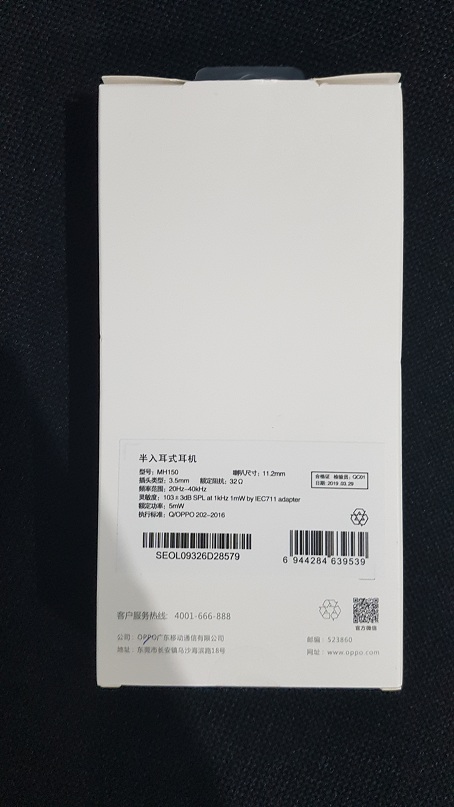 半入耳式耳机
型号：MH150 喇叭尺寸：11.2mm
插头类型：3.5mm 额定阻抗：32Ω
频率范围：20Hz-40kHz
灵敏度：103±3dB SPL at 1kHz 1mW by IEC711 adapter
额定功率：5mW
执行标准：Q/OPPO 202-2016
合格证 检验员：QC01
日期：2019.03.29
SEOL09326D28579
6 944284 639539
客户服务热线：4001-666-888
官方微信
公司：OPPO广东移动通信有限公司
邮编：523860
地址：东莞市长安镇乌沙海滨路18号
网址：www.oppo.com